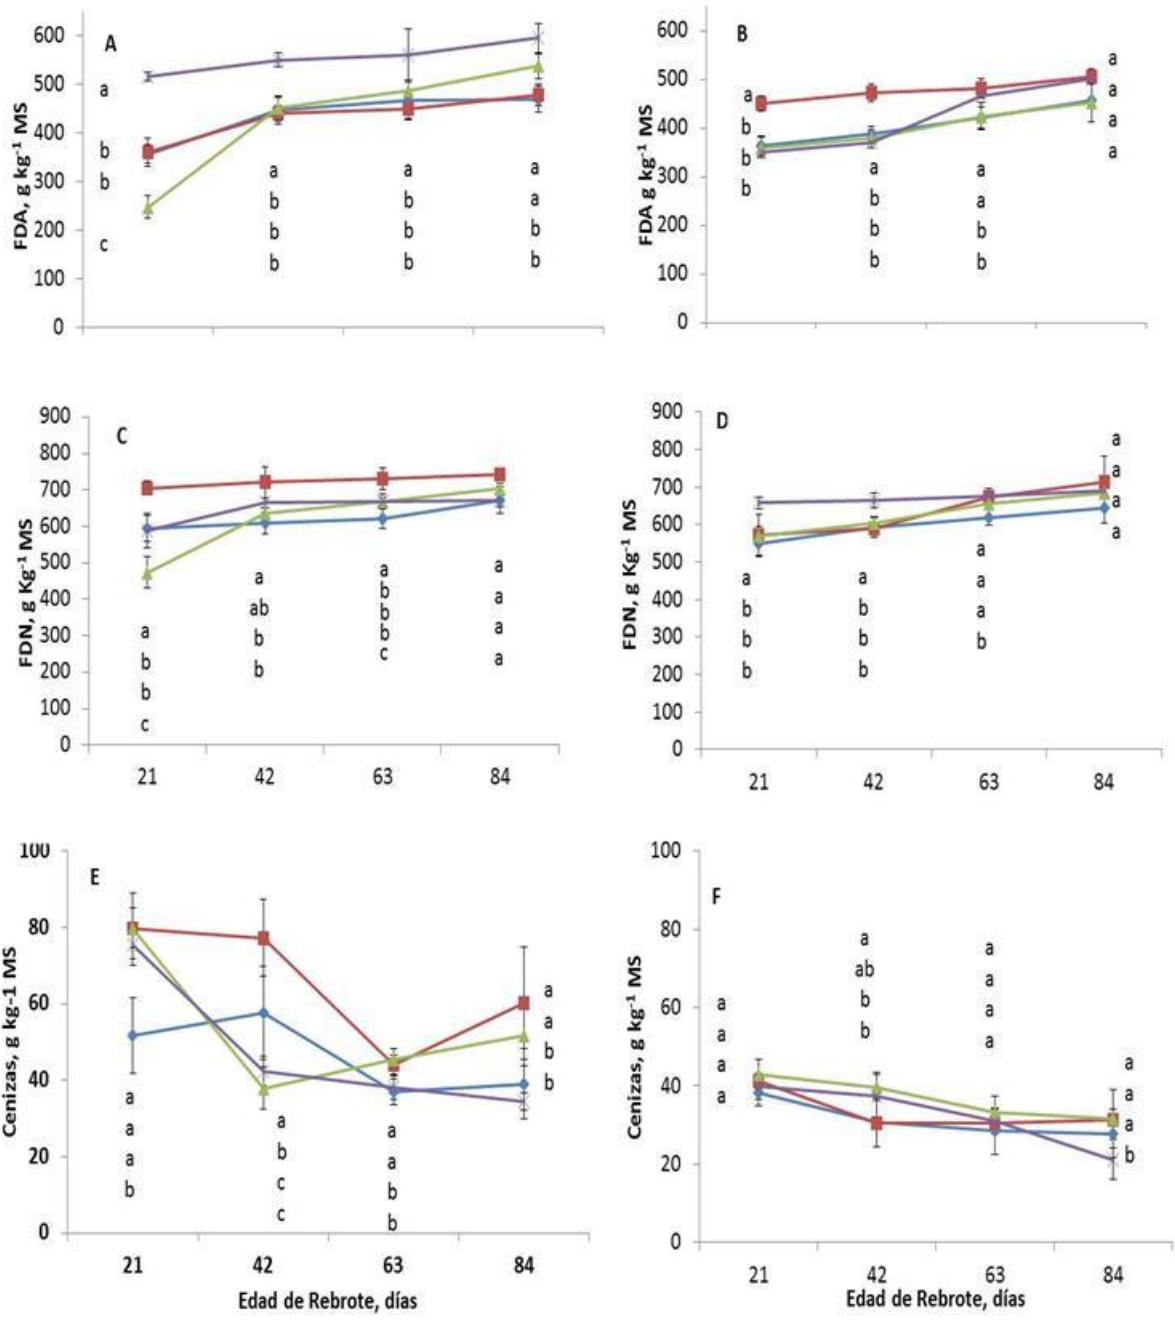 A
FDA, g kg⁻¹ MS
600
500
400
300
200
100
0
a
b
b
c
a
b
b
b
a
b
b
b
a
a
b
b
B
FDA g kg⁻¹ MS
600
500
400
300
200
100
0
a
b
b
b
a
b
b
b
a
a
b
b
a
a
a
a
C
FDN, g Kg⁻¹ MS
900
800
700
600
500
400
300
200
100
0
a
b
b
c
a
ab
b
b
a
b
b
b
c
a
a
a
a
21 42 63 84
D
FDN, g Kg⁻¹ MS
900
800
700
600
500
400
300
200
100
0
a
b
b
b
a
b
b
b
a
a
a
b
a
a
a
a
21 42 63 84
E
Cenizas, g kg-1 MS
100
80
60
40
20
0
a
a
a
b
a
b
c
c
a
a
b
b
a
a
b
b
21 42 63 84
Edad de Rebrote, días
F
Cenizas, g kg⁻¹ MS
100
80
60
40
20
0
a
a
a
a
a
ab
b
b
a
a
a
a
a
a
a
b
21 42 63 84
Edad de Rebrote, días